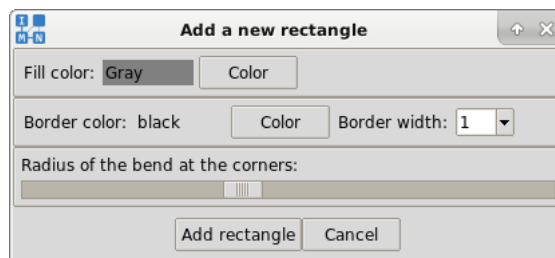 I
M N
Add a new rectangle
Fill color: Gray Color
Border color: black Color Border width: 1
Radius of the bend at the corners:
Add rectangle Cancel